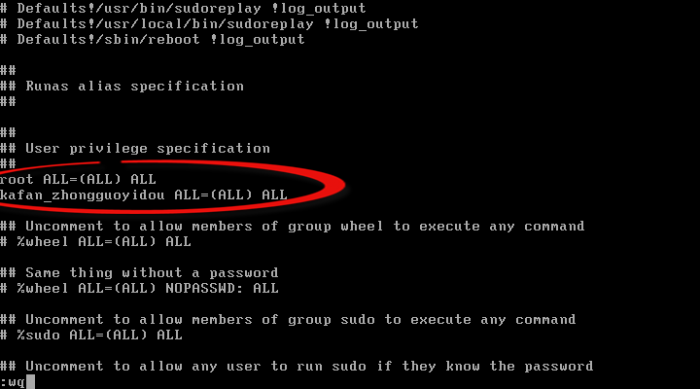 # Defaults!/usr/bin/sudoreplay !log_output
# Defaults!/usr/local/bin/sudoreplay !log_output
# Defaults!/sbin/reboot !log_output
##
## Runas alias specification
##
##
## User privilege specification
##
root ALL=(ALL) ALL
kafan_zhongguoyidou ALL=(ALL) ALL
## Uncomment to allow members of group wheel to execute any command
# %wheel ALL=(ALL) ALL
## Same thing without a password
# %wheel ALL=(ALL) NOPASSWD: ALL
## Uncomment to allow members of group sudo to execute any command
# %sudo ALL=(ALL) ALL
## Uncomment to allow any user to run sudo if they know the password
:wq